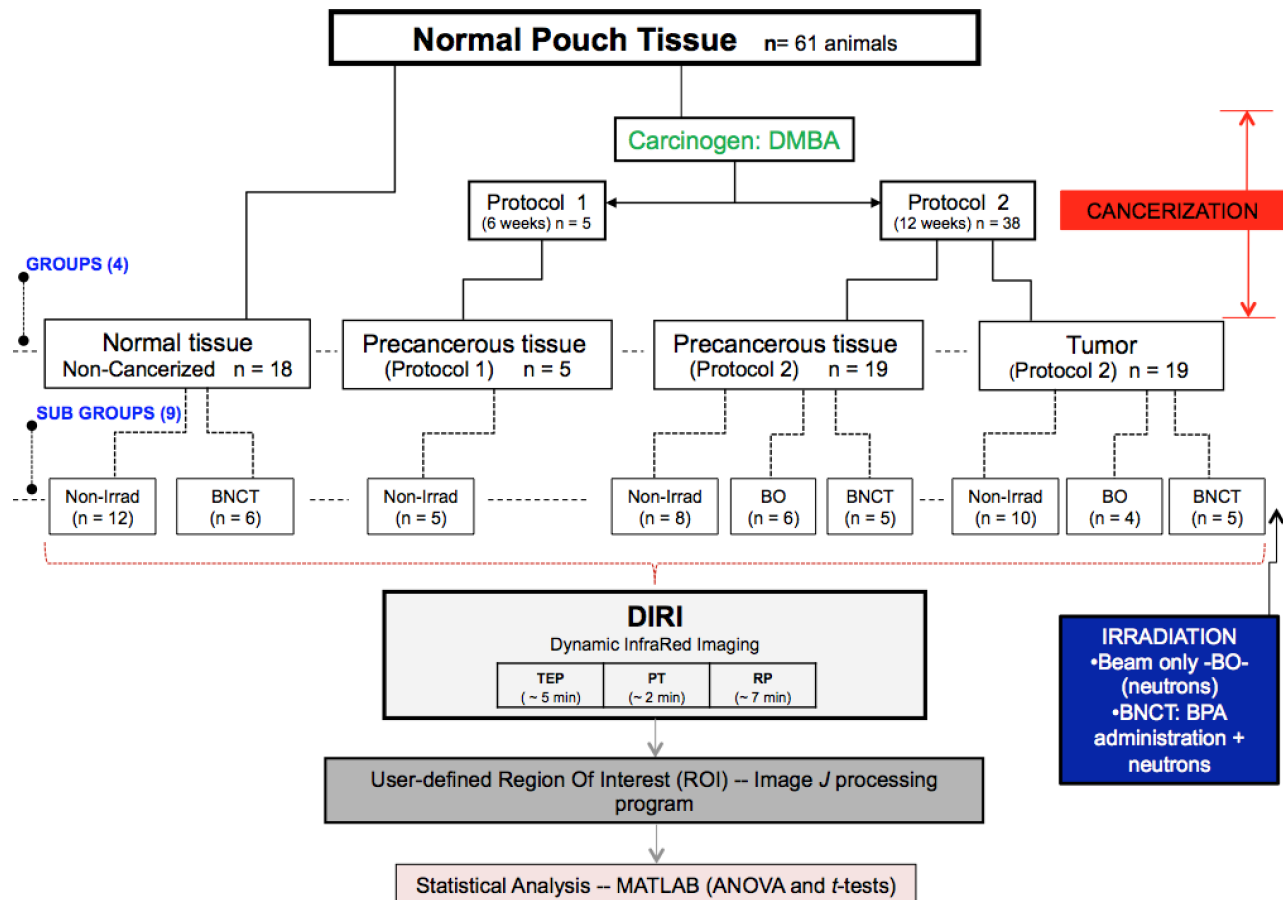 Normal Pouch Tissue n= 61 animals
Carcinogen: DMBA
Protocol 1
(6 weeks) n = 5
Protocol 2
(12 weeks) n = 38
CANCERIZATION
GROUPS (4)
Normal tissue
Non-Cancerized n = 18
Precancerous tissue
(Protocol 1) n = 5
Precancerous tissue
(Protocol 2) n = 19
Tumor
(Protocol 2) n = 19
SUB GROUPS (9)
Non-Irrad
(n = 12)
BNCT
(n = 6)
Non-Irrad
(n = 5)
Non-Irrad
(n = 8)
BO
(n = 6)
BNCT
(n = 5)
Non-Irrad
(n = 10)
BO
(n = 4)
BNCT
(n = 5)
DIRI
Dynamic InfraRed Imaging
TEP
(~ 5 min)
PT
(~ 2 min)
RP
(~ 7 min)
IRRADIATION
•Beam only -BO-
(neutrons)
•BNCT: BPA
administration +
neutrons
User-defined Region Of Interest (ROI) -- Image J processing
program
Statistical Analysis -- MATLAB (ANOVA and t-tests)